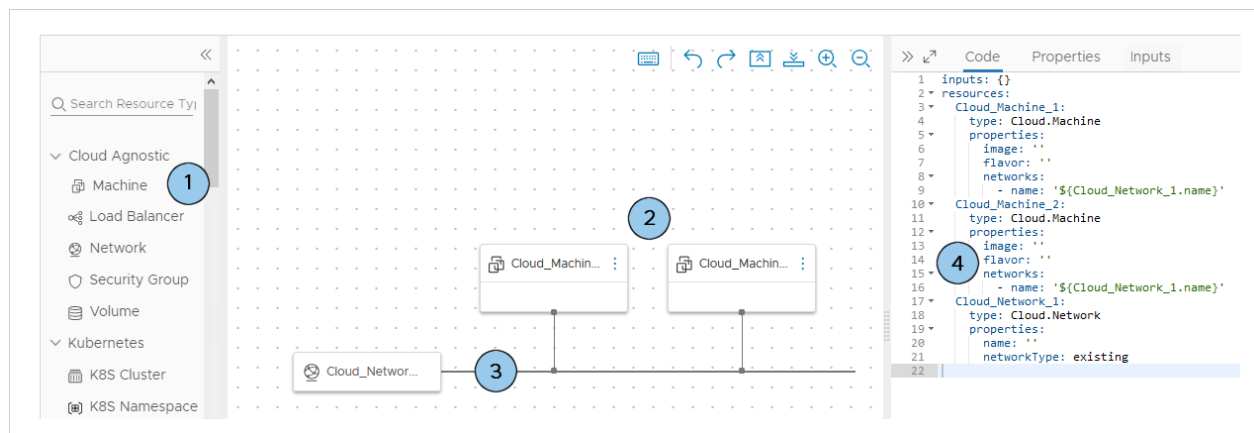 Search Resource Ty
Cloud Agnostic
Machine
1
Load Balancer
Network
Security Group
Volume
Kubernetes
K8S Cluster
K8S Namespace
2
Cloud_Machin...
Cloud_Machin...
Cloud_Networ...
3
Code Properties Inputs
1 inputs: {}
2 resources:
3 Cloud_Machine_1:
4 type: Cloud.Machine
5 properties:
6 image: ''
7 flavor: ''
8 networks:
9 - name: '${Cloud_Network_1.name}'
10 Cloud_Machine_2:
11 type: Cloud.Machine
12 properties:
13 image: ''
14 flavor: ''
4
15 networks:
16 - name: '${Cloud_Network_1.name}'
17 Cloud_Network_1:
18 type: Cloud.Network
19 properties:
20 name: ''
21 networkType: existing
22